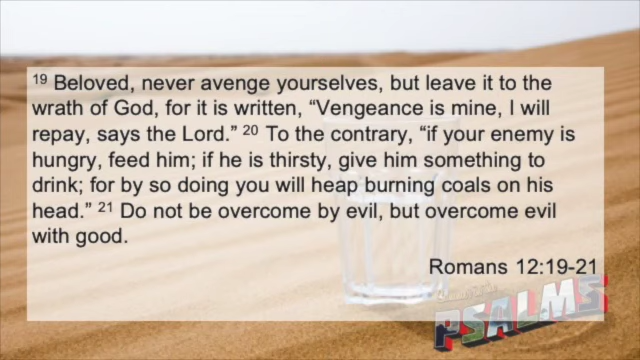 19 Beloved, never avenge yourselves, but leave it to the
wrath of God, for it is written, “Vengeance is mine, I will
repay, says the Lord.” 20 To the contrary, “if your enemy is
hungry, feed him; if he is thirsty, give him something to
drink; for by so doing you will heap burning coals on his
head.” 21 Do not be overcome by evil, but overcome evil
with good.
Romans 12:19-21
PSALMS